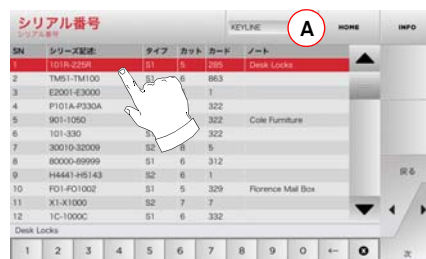 シリアル番号
シリアル番号
KEYLINE
A
HOME
INFO
SN シリーズ記述: タイプ カット カード ノート
1 101R-225R S1 5 285 Desk Locks
2 TM51-TM100 S1 6 863
3 E2001-E3000 1
4 P101A-P330A 322
5 901-1050 322 Cole Furniture
6 101-330 322
7 30010-32009 S2 8 5
8 80000-89999 S1 6 312
9 H4441-H5143 S2 6 1
10 FO1-FO1002 S1 5 329 Florence Mail Box
11 X1-X1000 S2 7 7
12 1C-1000C S1 6 332
Desk Locks
戻る
1 2 3 4 5 6 7 8 9 0
次